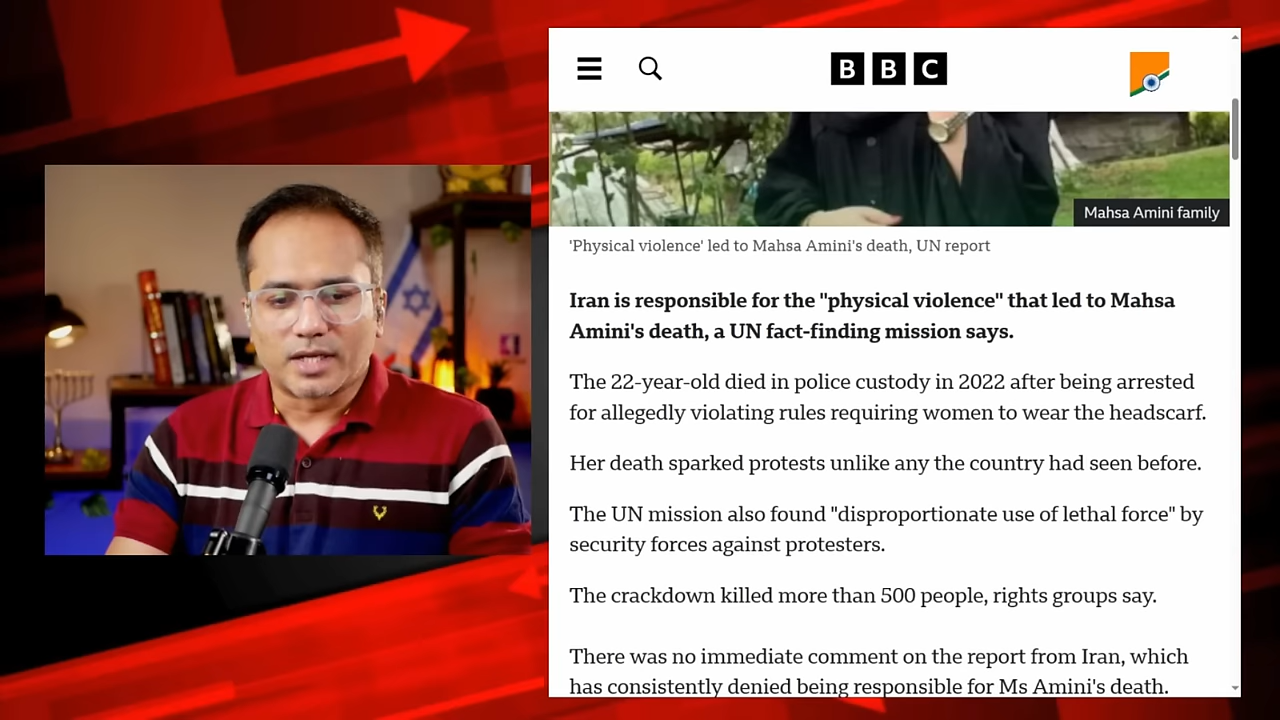 BBC
Mahsa Amini family
'Physical violence' led to Mahsa Amini's death, UN report
Iran is responsible for the "physical violence" that led to Mahsa
Amini's death, a UN fact-finding mission says.
The 22-year-old died in police custody in 2022 after being arrested
for allegedly violating rules requiring women to wear the headscarf.
Her death sparked protests unlike any the country had seen before.
The UN mission also found "disproportionate use of lethal force" by
security forces against protesters.
The crackdown killed more than 500 people, rights groups say.
There was no immediate comment on the report from Iran, which
has consistently denied being responsible for Ms Amini's death.